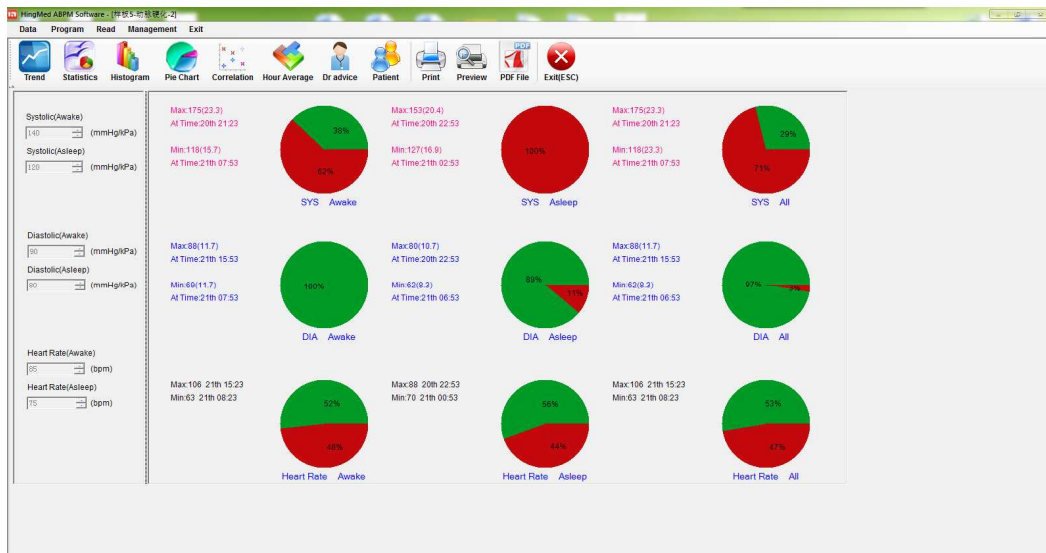 HingMed ABPM Software - [样板5-动脉硬化-2]
Data Program Read Management Exit
Trend Statistics Histogram Pie Chart Correlation Hour Average Dr advice Patient Print Preview PDF File Exit(ESC)
PDF
Systolic(Awake)
140 (mmHg/kPa)
Systolic(Asleep)
120 (mmHg/kPa)
Diastolic(Awake)
90 (mmHg/kPa)
Diastolic(Asleep)
(mmHg/kPa)
Heart Rate(Awake)
85 (bpm)
Heart Rate(Asleep)
75 (bpm)
Max:175(23.3)
At Time:20th 21:23
Min:118(15.7)
At Time:21th 07:53
38%
62%
SYS Awake
Max:153(20.4)
At Time:20th 22:53
Min:127(16.9)
At Time:21th 02:53
100%
SYS Asleep
Max:175(23.3)
At Time:20th 21:23
Min:118(23.3)
At Time:21th 07:53
29%
71%
SYS All
Max:88(11.7)
At Time:21th 15:53
Min:69(11.7)
At Time:21th 07:53
100%
DIA Awake
Max:80(10.7)
At Time:20th 22:53
Min:62(8.3)
At Time:21th 06:53
89%
11%
DIA Asleep
Max:88(11.7)
At Time:21th 15:53
Min:62(8.3)
At Time:21th 06:53
97%
3%
DIA All
Max:106 21th 15:23
Min:63 21th 08:23
52%
48%
Heart Rate Awake
Max:88 20th 22:53
Min:70 21th 00:53
56%
44%
Heart Rate Asleep
Max:106 21th 15:23
Min:63 21th 08:23
53%
47%
Heart Rate All